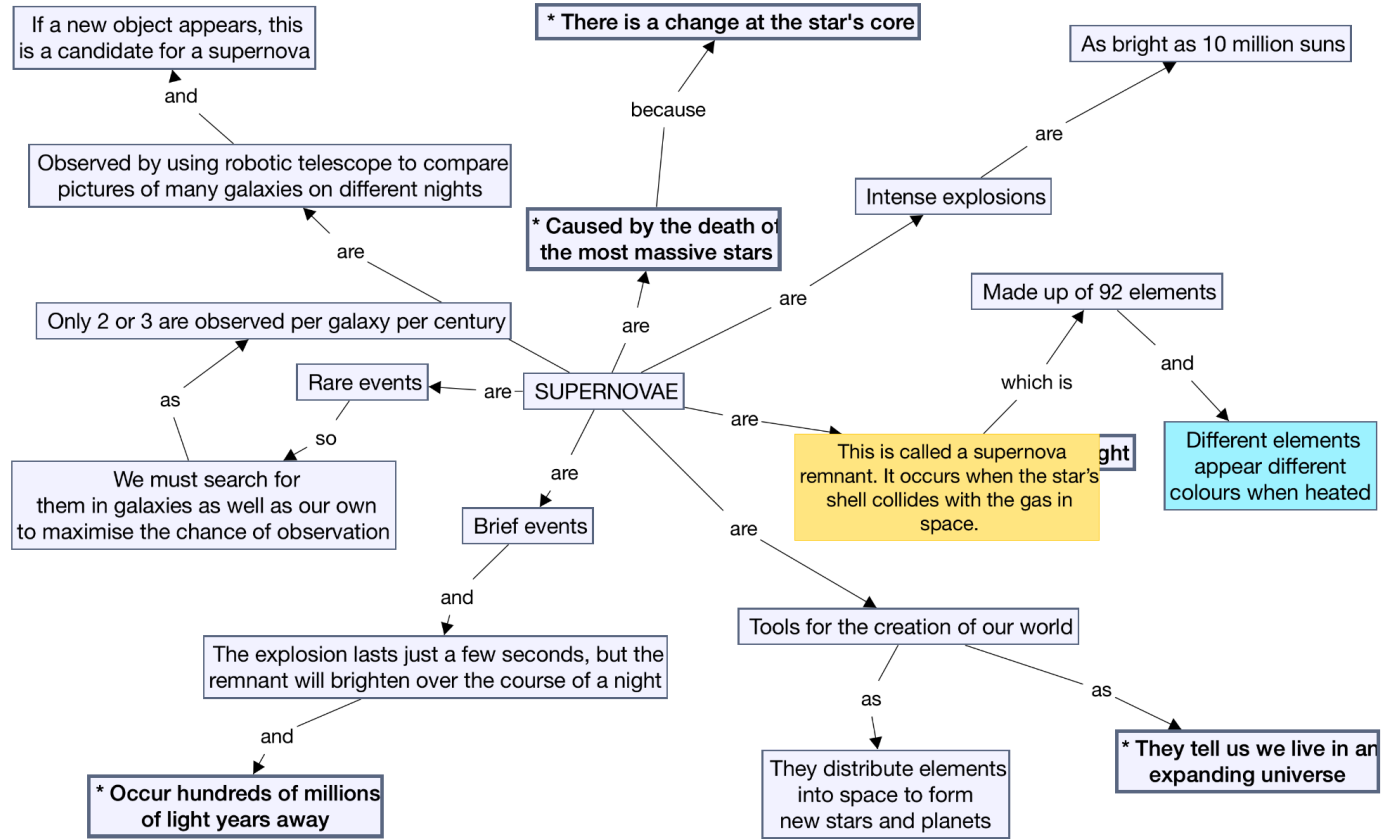 If a new object appears, this
is a candidate for a supernova
* There is a change at the star's core
As bright as 10 million suns
and
because
are
Observed by using robotic telescope to compare
pictures of many galaxies on different nights
Intense explosions
* Caused by the death of
the most massive stars
are
are
are
Made up of 92 elements
Only 2 or 3 are observed per galaxy per century
Rare events
are
SUPERNOVAE
are
which is
and
as
so
We must search for
them in galaxies as well as our own
to maximise the chance of observation
are
Brief events
This is called a supernova
remnant. It occurs when the star’s
shell collides with the gas in
space.
ght
Different elements
appear different
colours when heated
are
and
The explosion lasts just a few seconds, but the
remnant will brighten over the course of a night
Tools for the creation of our world
and
as
as
* Occur hundreds of millions
of light years away
They distribute elements
into space to form
new stars and planets
* They tell us we live in an
expanding universe